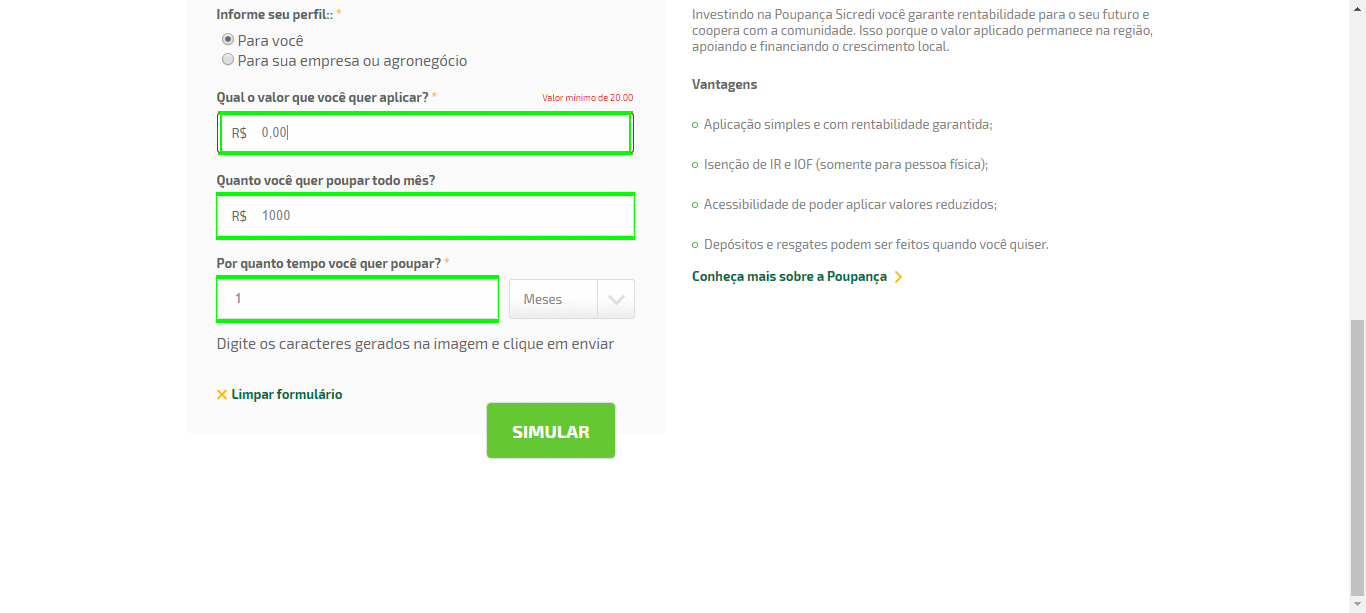 Informe seu perfil:: *
Para você
Para sua empresa ou agronegócio
Qual o valor que você quer aplicar? *
Valor mínimo de 20.00
R$ 0,00
Quanto você quer poupar todo mês?
R$ 1000
Por quanto tempo você quer poupar? *
1
Meses
Digite os caracteres gerados na imagem e clique em enviar
Limpar formulário
SIMULAR
Investindo na Poupança Sicredi você garante rentabilidade para o seu futuro e
coopera com a comunidade. Isso porque o valor aplicado permanece na região,
apoiando e financiando o crescimento local.
Vantagens
Aplicação simples e com rentabilidade garantida;
Isenção de IR e IOF (somente para pessoa física);
Acessibilidade de poder aplicar valores reduzidos;
Depósitos e resgates podem ser feitos quando você quiser.
Conheça mais sobre a Poupança